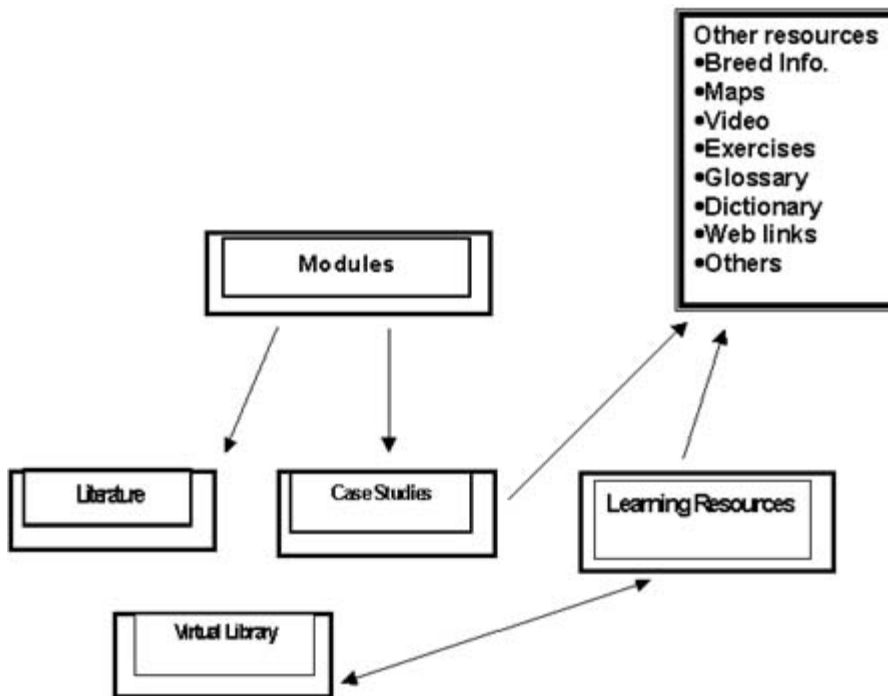 Other resources
•Breed Info.
•Maps
•Video
•Exercises
•Glossary
•Dictionary
•Web links
•Others
Modules
Literature
Case Studies
Learning Resources
Virtual Library